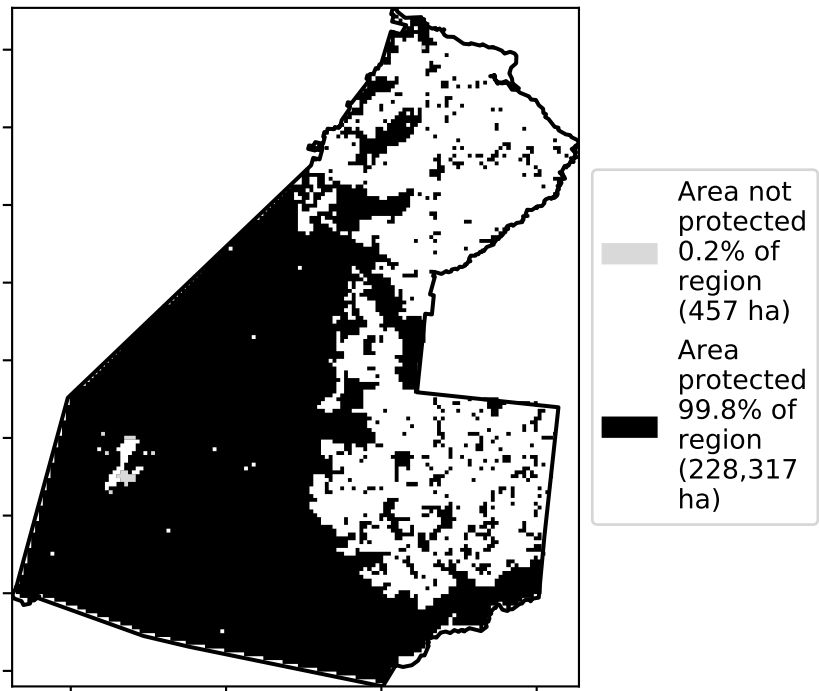 Area not
protected
0.2% of
region
(457 ha)
Area
protected
99.8% of
region
(228,317
ha)